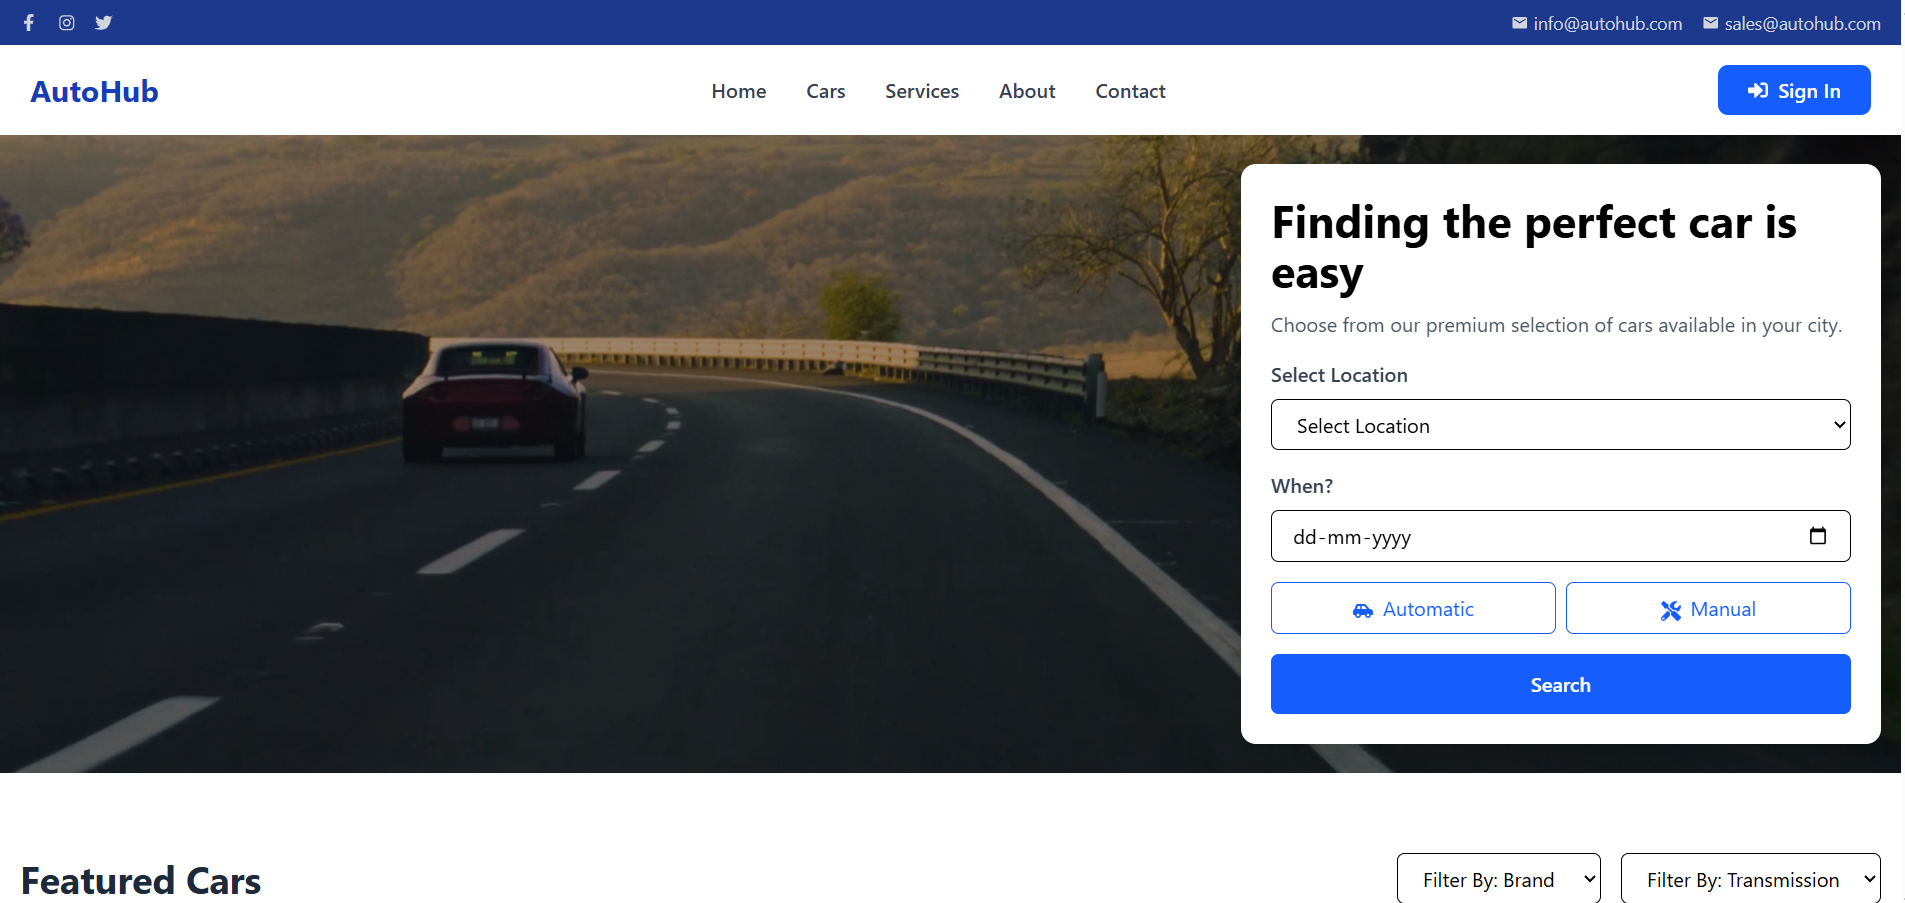 info@autohub.com
sales@autohub.com
AutoHub
Home
Cars
Services
About
Contact
Sign In
Finding the perfect car is
easy
Choose from our premium selection of cars available in your city.
Select Location
Select Location
When?
dd-mm-yyyy
Automatic
Manual
Search
Featured Cars
Filter By: Brand
Filter By: Transmission